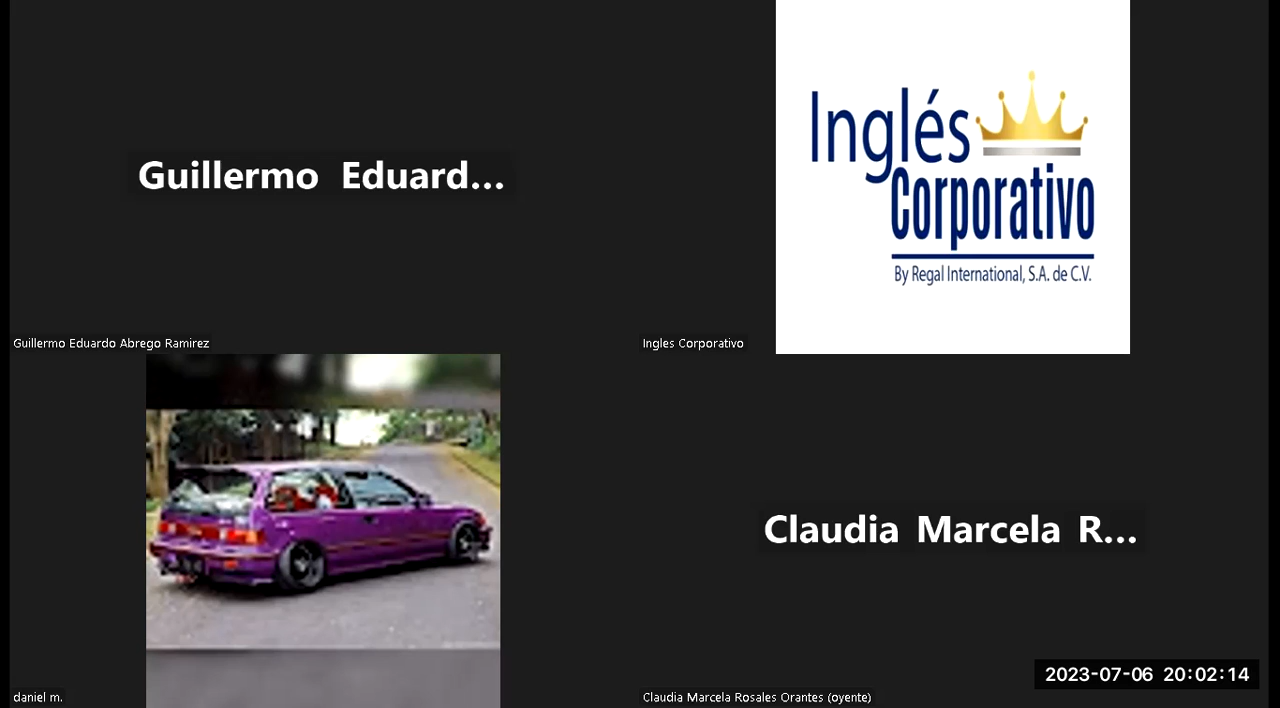 Guillermo Eduard...
Inglés
Corporativo
By Regal International, S.A. de C.V.
Guillermo Eduardo Abrego Ramirez
Ingles Corporativo
Claudia Marcela R...
2023-07-06 20:02:14
daniel m.
Claudia Marcela Rosales Orantes (oyente)